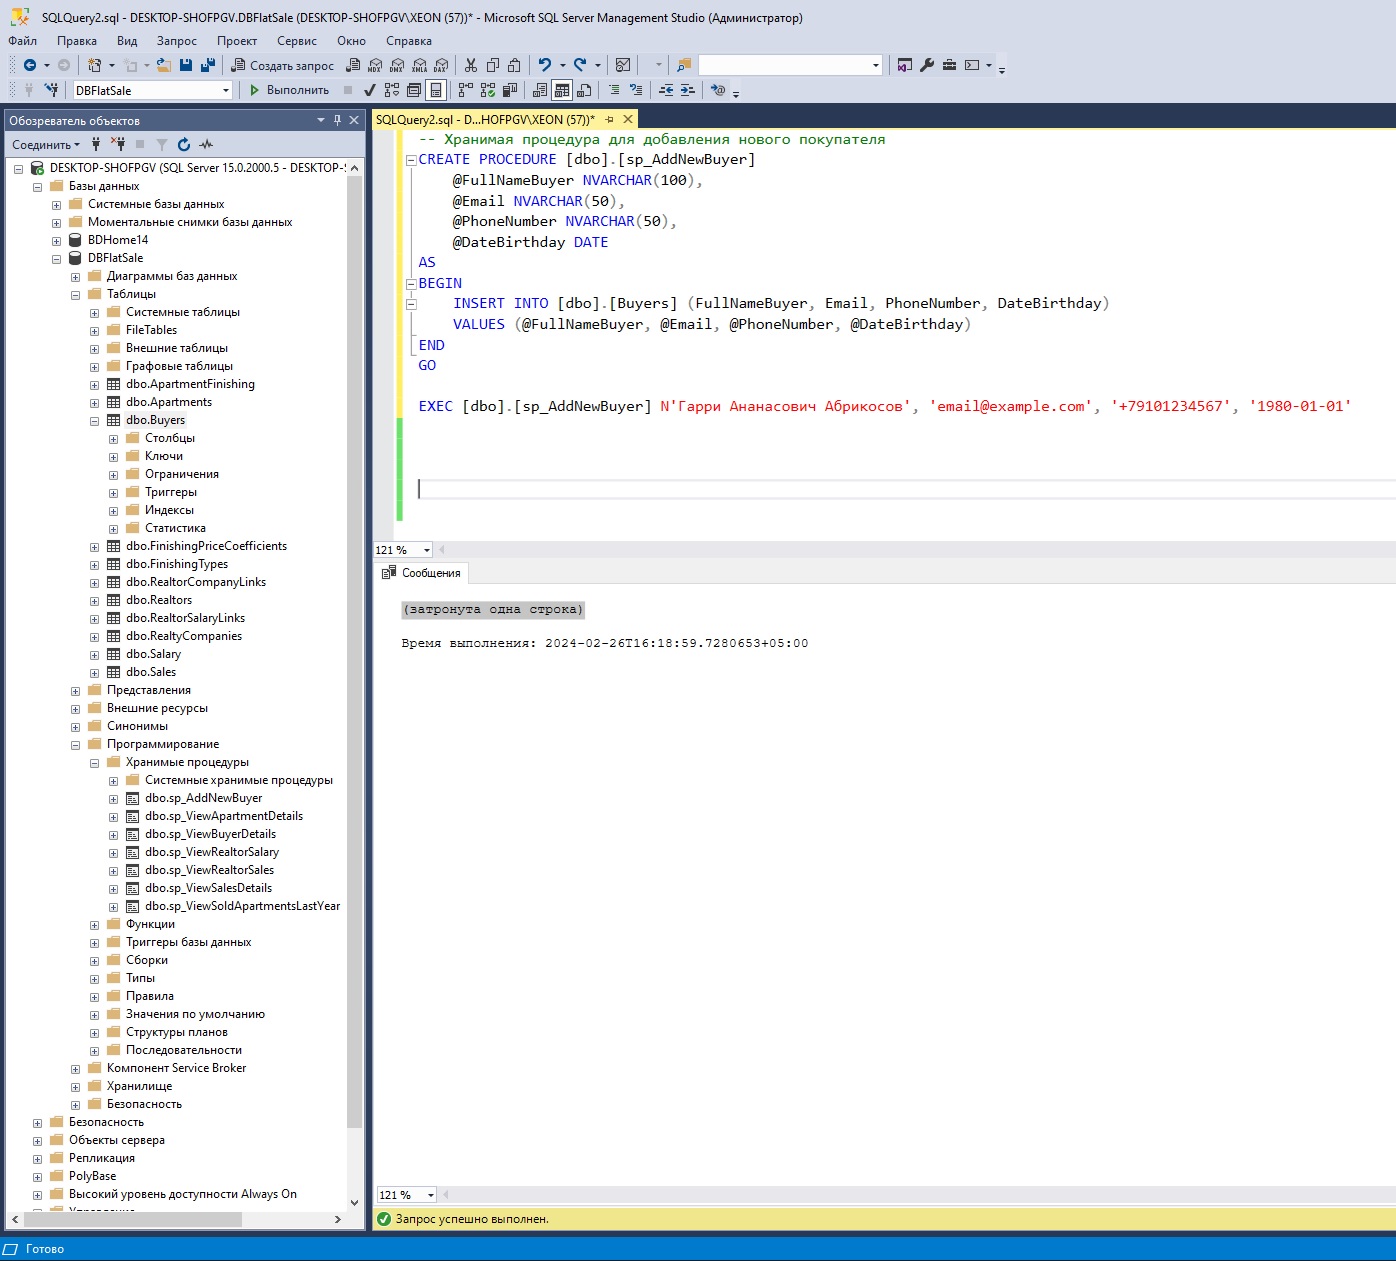 SQLQuery2.sql - DESKTOP-SHOFPGV.DBFlatSale (DESKTOP-SHOFPGV\XEON (57))* - Microsoft SQL Server Management Studio (Администратор)
Файл Правка Вид Запрос Проект Сервис Окно Справка
Создать запрос MDX DMX XMLA DAX
DBFlatSale Выполнить
Обозреватель объектов
Соединить
DESKTOP-SHOFPGV (SQL Server 15.0.2000.5 - DESKTOP-
Базы данных
Системные базы данных
Моментальные снимки базы данных
BDHome14
DBFlatSale
Диаграммы баз данных
Таблицы
Системные таблицы
FileTables
Внешние таблицы
Графовые таблицы
dbo.ApartmentFinishing
dbo.Apartments
dbo.Buyers
Столбцы
Ключи
Ограничения
Триггеры
Индексы
Статистика
dbo.FinishingPriceCoefficients
dbo.FinishingTypes
dbo.RealtorCompanyLinks
dbo.Realtors
dbo.RealtorSalaryLinks
dbo.RealtyCompanies
dbo.Salary
dbo.Sales
Представления
Внешние ресурсы
Синонимы
Программирование
Хранимые процедуры
Системные хранимые процедуры
dbo.sp_AddNewBuyer
dbo.sp_ViewApartmentDetails
dbo.sp_ViewBuyerDetails
dbo.sp_ViewRealtorSalary
dbo.sp_ViewRealtorSales
dbo.sp_ViewSalesDetails
dbo.sp_ViewSoldApartmentsLastYear
Функции
Триггеры базы данных
Сборки
Типы
Правила
Значения по умолчанию
Структуры планов
Последовательности
Компонент Service Broker
Хранилище
Безопасность
Безопасность
Объекты сервера
Репликация
PolyBase
Высокий уровень доступности Always On
SQLQuery2.sql - D...HOFPGV\XEON (57))*
-- Хранимая процедура для добавления нового покупателя
CREATE PROCEDURE [dbo].[sp_AddNewBuyer]
@FullNameBuyer NVARCHAR(100),
@Email NVARCHAR(50),
@PhoneNumber NVARCHAR(50),
@DateBirthday DATE
AS
BEGIN
INSERT INTO [dbo].[Buyers] (FullNameBuyer, Email, PhoneNumber, DateBirthday)
VALUES (@FullNameBuyer, @Email, @PhoneNumber, @DateBirthday)
END
GO
EXEC [dbo].[sp_AddNewBuyer] N'Гарри Ананасович Абрикосов', 'email@example.com', '+79101234567', '1980-01-01'
121 %
Сообщения
(затронута одна строка)
Время выполнения: 2024-02-26T16:18:59.7280653+05:00
121 %
Запрос успешно выполнен.
Готово